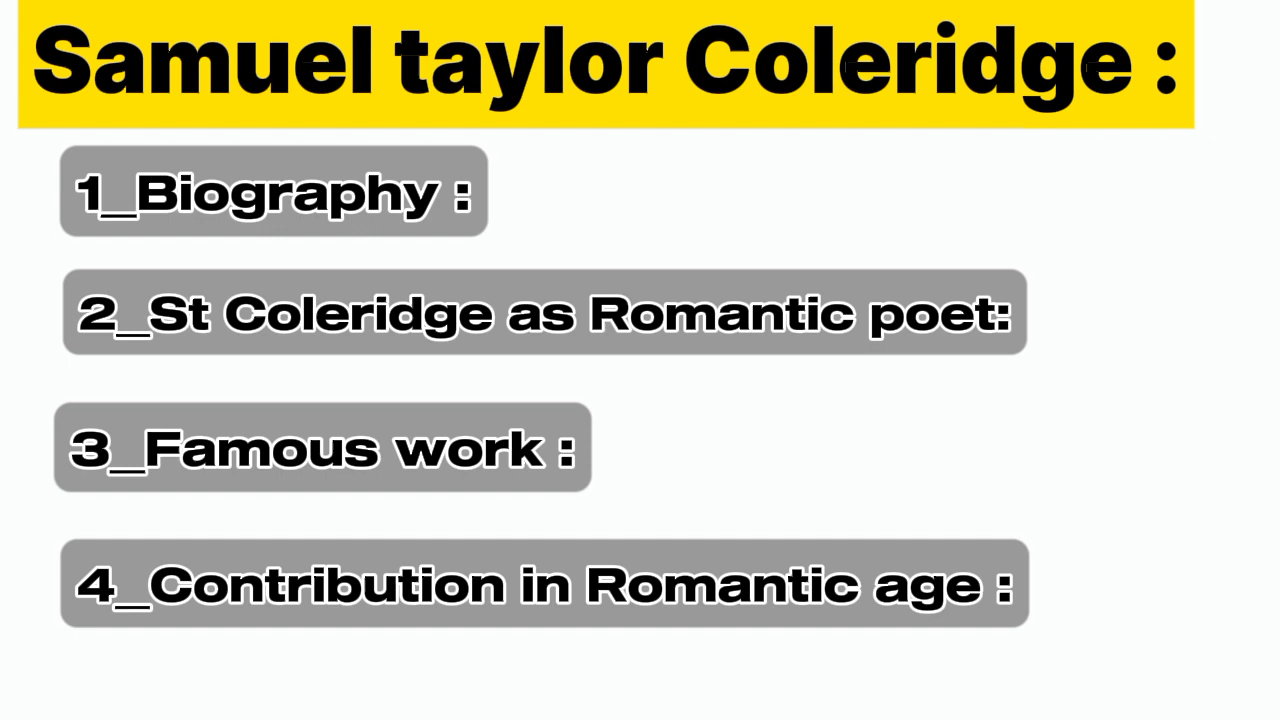 Samuel taylor Coleridge :
1_Biography :
2_St Coleridge as Romantic poet:
3_Famous work :
4_Contribution in Romantic age :